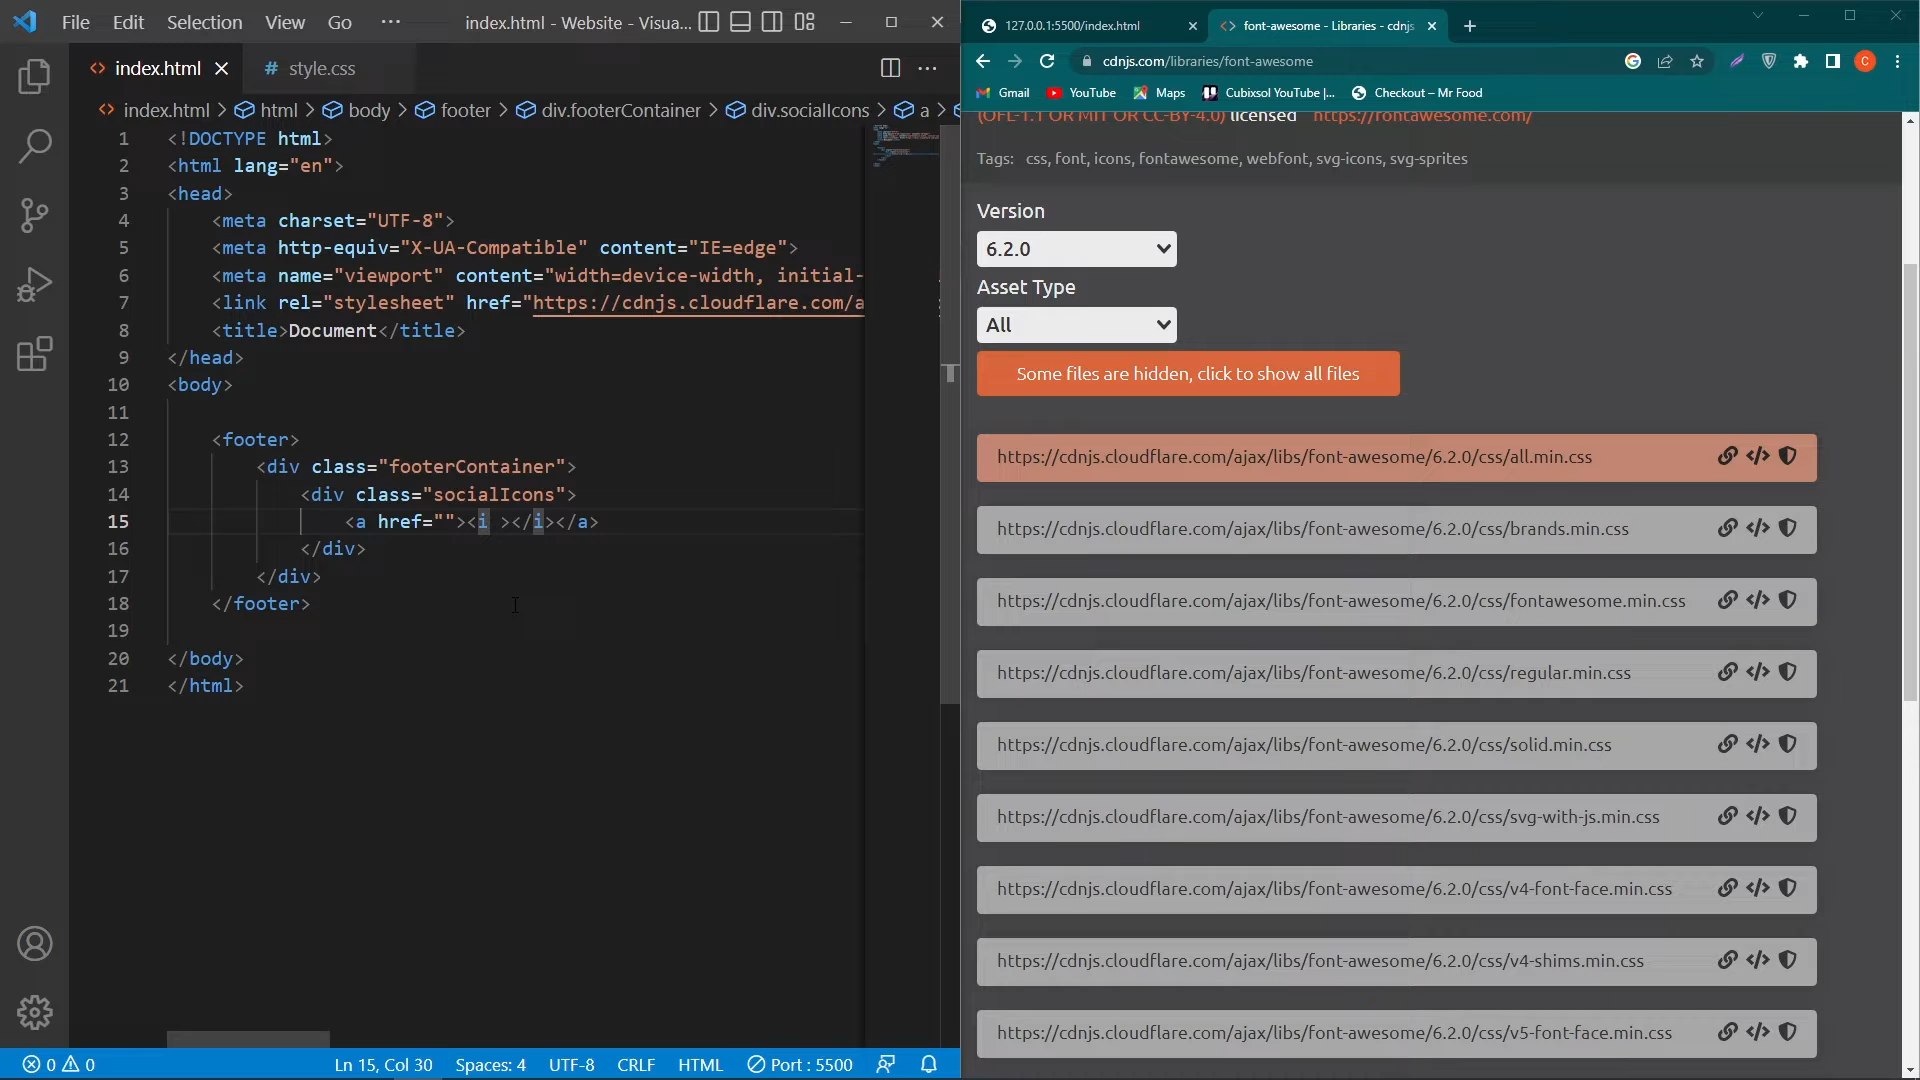 File Edit Selection View Go ··· index.html - Website - Visua...
index.html
# style.css
index.html > html > body > footer > div.footerContainer > div.socialIcons > a >
1 <!DOCTYPE html>
2 <html lang="en">
3 <head>
4 <meta charset="UTF-8">
5 <meta http-equiv="X-UA-Compatible" content="IE=edge">
6 <meta name="viewport" content="width=device-width, initial-
7 <link rel="stylesheet" href="https://cdnjs.cloudflare.com/a
8 <title>Document</title>
9 </head>
10 <body>
11
12 <footer>
13 <div class="footerContainer">
14 <div class="socialIcons">
15 <a href=""><i ></i></a>
16 </div>
17 </div>
18 </footer>
19
20 </body>
21 </html>
0 0 Ln 15, Col 30 Spaces: 4 UTF-8 CRLF HTML Port : 5500
127.0.0.1:5500/index.html
font-awesome - Libraries - cdnjs
cdnjs.com/libraries/font-awesome
C
Gmail YouTube Maps Cubixsol YouTube |... Checkout – Mr Food
(OFL-1.1 OR MIT OR CC-BY-4.0) licensed https://fontawesome.com/
Tags: css, font, icons, fontawesome, webfont, svg-icons, svg-sprites
Version
6.2.0
Asset Type
All
Some files are hidden, click to show all files
https://cdnjs.cloudflare.com/ajax/libs/font-awesome/6.2.0/css/all.min.css
https://cdnjs.cloudflare.com/ajax/libs/font-awesome/6.2.0/css/brands.min.css
https://cdnjs.cloudflare.com/ajax/libs/font-awesome/6.2.0/css/fontawesome.min.css
https://cdnjs.cloudflare.com/ajax/libs/font-awesome/6.2.0/css/regular.min.css
https://cdnjs.cloudflare.com/ajax/libs/font-awesome/6.2.0/css/solid.min.css
https://cdnjs.cloudflare.com/ajax/libs/font-awesome/6.2.0/css/svg-with-js.min.css
https://cdnjs.cloudflare.com/ajax/libs/font-awesome/6.2.0/css/v4-font-face.min.css
https://cdnjs.cloudflare.com/ajax/libs/font-awesome/6.2.0/css/v4-shims.min.css
https://cdnjs.cloudflare.com/ajax/libs/font-awesome/6.2.0/css/v5-font-face.min.css